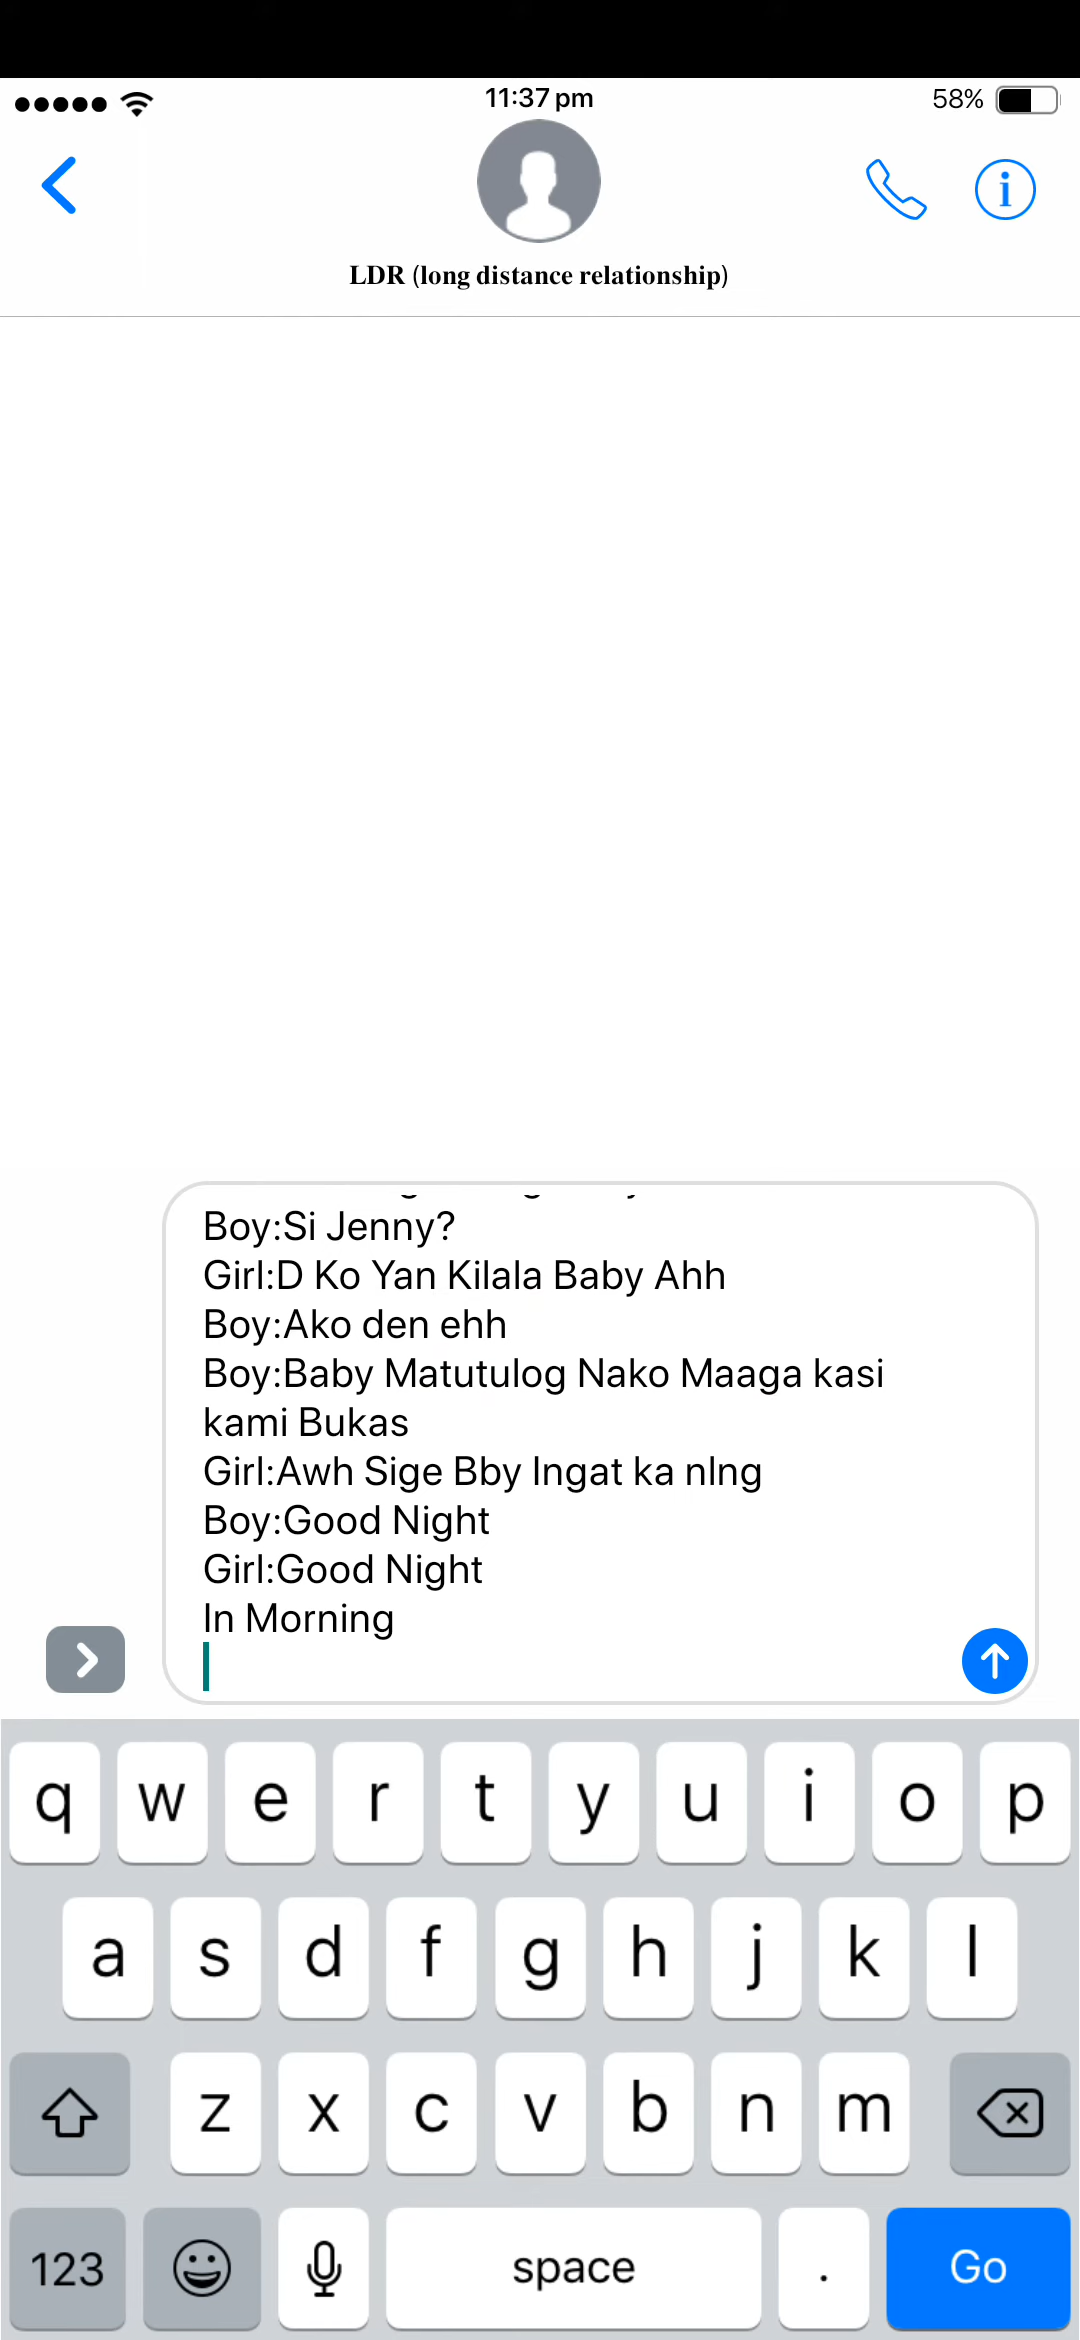 11:37 pm
58%
LDR (long distance relationship)
Boy:Si Jenny?
Girl:D Ko Yan Kilala Baby Ahh
Boy:Ako den ehh
Boy:Baby Matutulog Nako Maaga kasi
kami Bukas
Girl:Awh Sige Bby Ingat ka nlng
Boy:Good Night
Girl:Good Night
In Morning
q w e r t y u i o p
a s d f g h j k l
z x c v b n m
123 space . Go